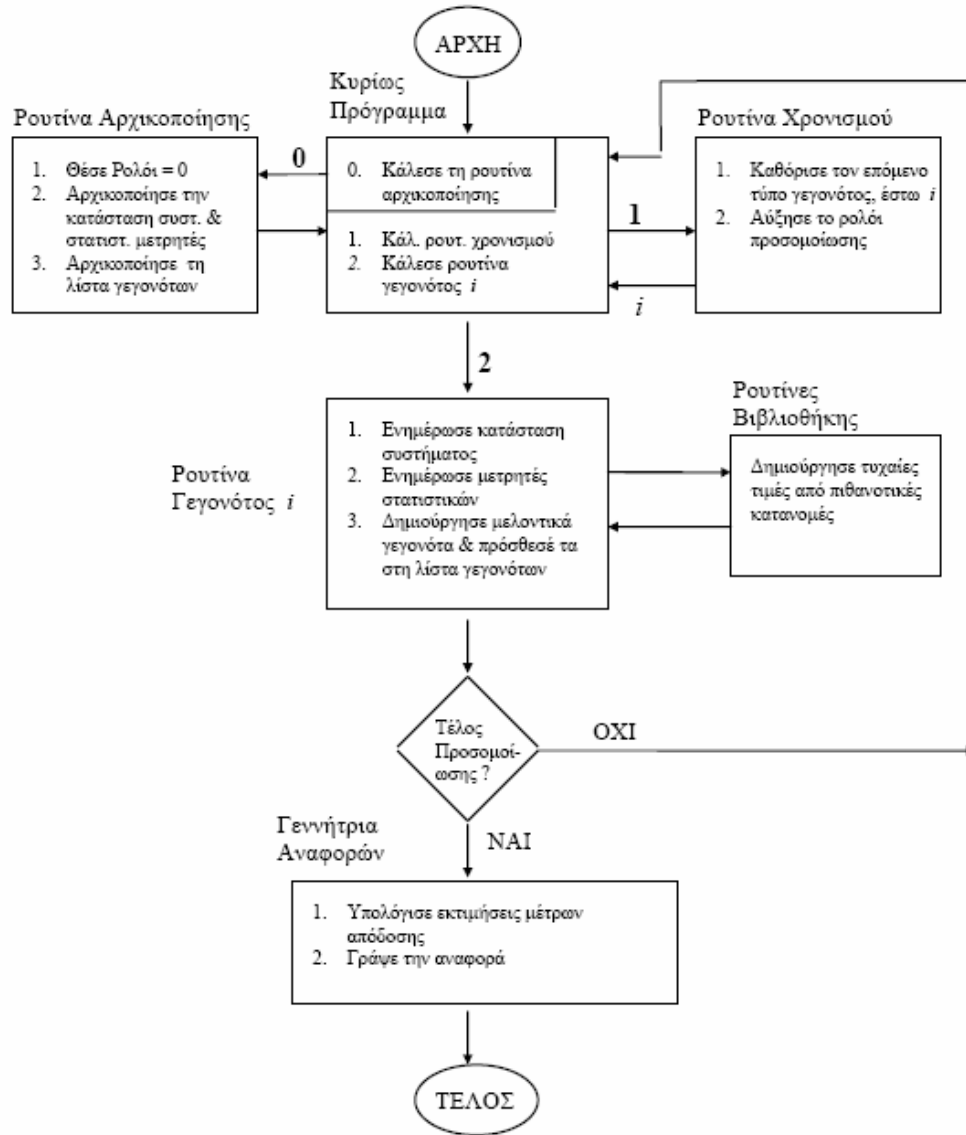 ΑΡΧΗ
Κυρίως
Πρόγραμμα
Ρουτίνα Αρχικοποίησης
1. Θέσε Ρολόι = 0
2. Αρχικοποίησε την
κατάσταση συστ. &
στατιστ. μετρητές
3. Αρχικοποίησε τη
λίστα γεγονότων
0
0. Κάλεσε τη ρουτίνα
αρχικοποίησης
1. Κάλ. ρουτ. χρονισμού
2. Κάλεσε ρουτίνα
γεγονότος i
1
i
Ρουτίνα Χρονισμού
1. Καθόρισε τον επόμενο
τύπο γεγονότος, έστω i
2. Αύξησε το ρολόι
προσομοίωσης
2
Ρουτίνα
Γεγονότος i
1. Ενημέρωσε κατάσταση
συστήματος
2. Ενημέρωσε μετρητές
στατιστικών
3. Δημιούργησε μελοντικά
γεγονότα & πρόσθεσέ τα
στη λίστα γεγονότων
Ρουτίνες
Βιβλιοθήκης
Δημιούργησε τυχαίες
τιμές από πιθανοτικές
κατανομές
Τέλος
Προσομοί-
ωσης ?
ΟΧΙ
ΝΑΙ
Γεννήτρια
Αναφορών
1. Υπολόγισε εκτιμήσεις μέτρων
απόδοσης
2. Γράψε την αναφορά
ΤΕΛΟΣ